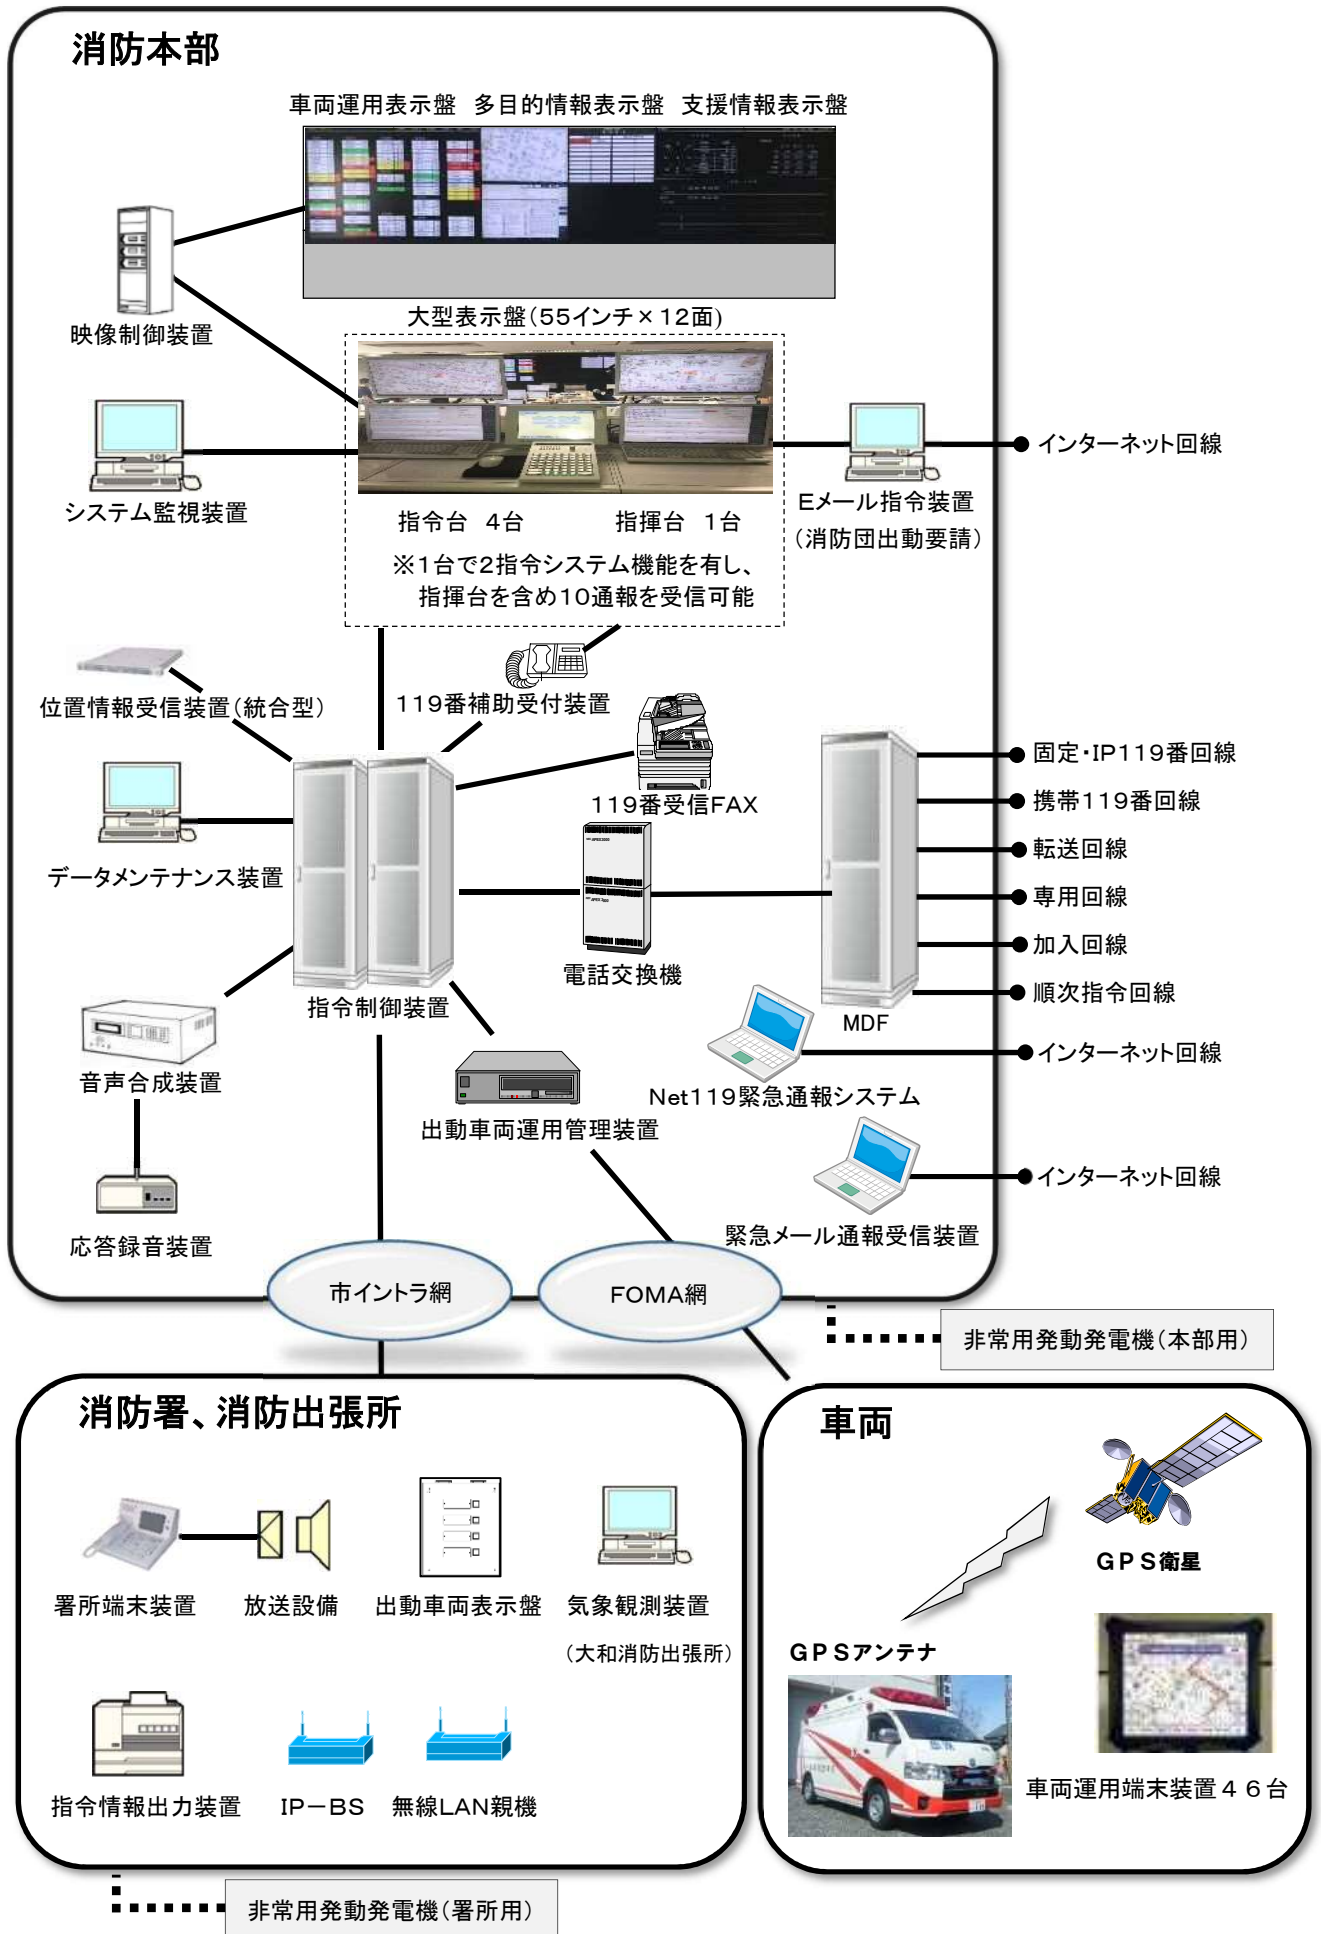 消防本部
車両運用表示盤　多目的情報表示盤　支援情報表示盤
大型表示盤（55インチ×12面）
映像制御装置
システム監視装置
指令台　4台
指揮台　1台
※1台で2指令システム機能を有し、
指揮台を含め10通報を受信可能
Eメール指令装置
（消防団出動要請）
インターネット回線
位置情報受信装置（統合型）
119番補助受付装置
119番受信FAX
データメンテナンス装置
電話交換機
指令制御装置
MDF
固定・IP119番回線
携帯119番回線
転送回線
専用回線
加入回線
順次指令回線
音声合成装置
Net119緊急通報システム
インターネット回線
出動車両運用管理装置
応答録音装置
緊急メール通報受信装置
インターネット回線
市イントラ網
FOMA網
非常用発動発電機（本部用）
消防署、消防出張所
署所端末装置
放送設備
出動車両表示盤
気象観測装置
（大和消防出張所）
指令情報出力装置
IP－BS
無線LAN親機
非常用発動発電機（署所用）
車両
GPS衛星
GPSアンテナ
車両運用端末装置４６台